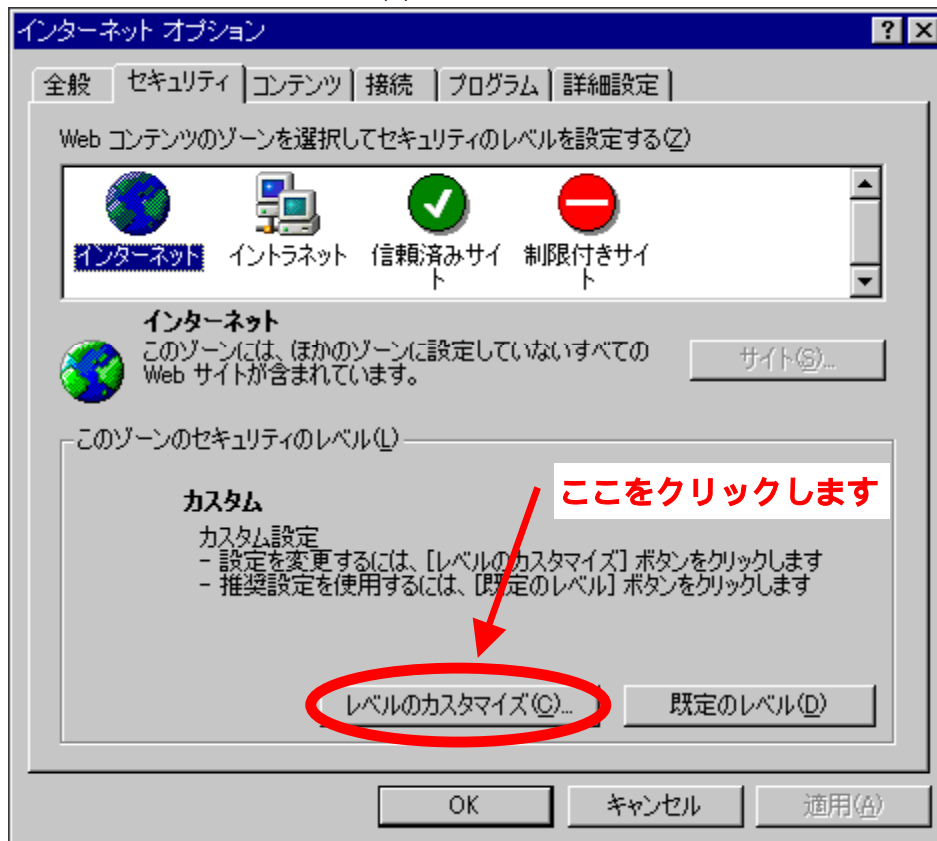 インターネット オプション
全般 セキュリティ コンテンツ 接続 プログラム 詳細設定
Web コンテンツのゾーンを選択してセキュリティのレベルを設定する(Z)
インターネット イントラネット 信頼済みサイト 制限付きサイト
インターネット
このゾーンには、ほかのゾーンに設定していないすべての
Web サイトが含まれています。
サイト(S)...
このゾーンのセキュリティのレベル(L)
ここをクリックします
カスタム
カスタム設定
- 設定を変更するには、[レベルのカスタマイズ] ボタンをクリックします
- 推奨設定を使用するには、[既定のレベル] ボタンをクリックします
レベルのカスタマイズ(C)... 既定のレベル(D)
OK キャンセル 適用(A)